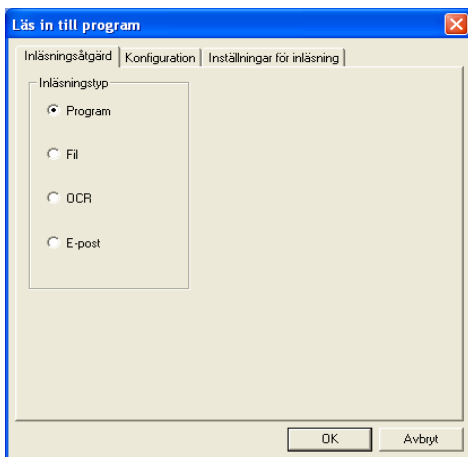 Läs in till program
Inläsningsåtgärd Konfiguration Inställningar för inläsning
Inläsningstyp
Program
Fil
OCR
E-post
OK Avbryt